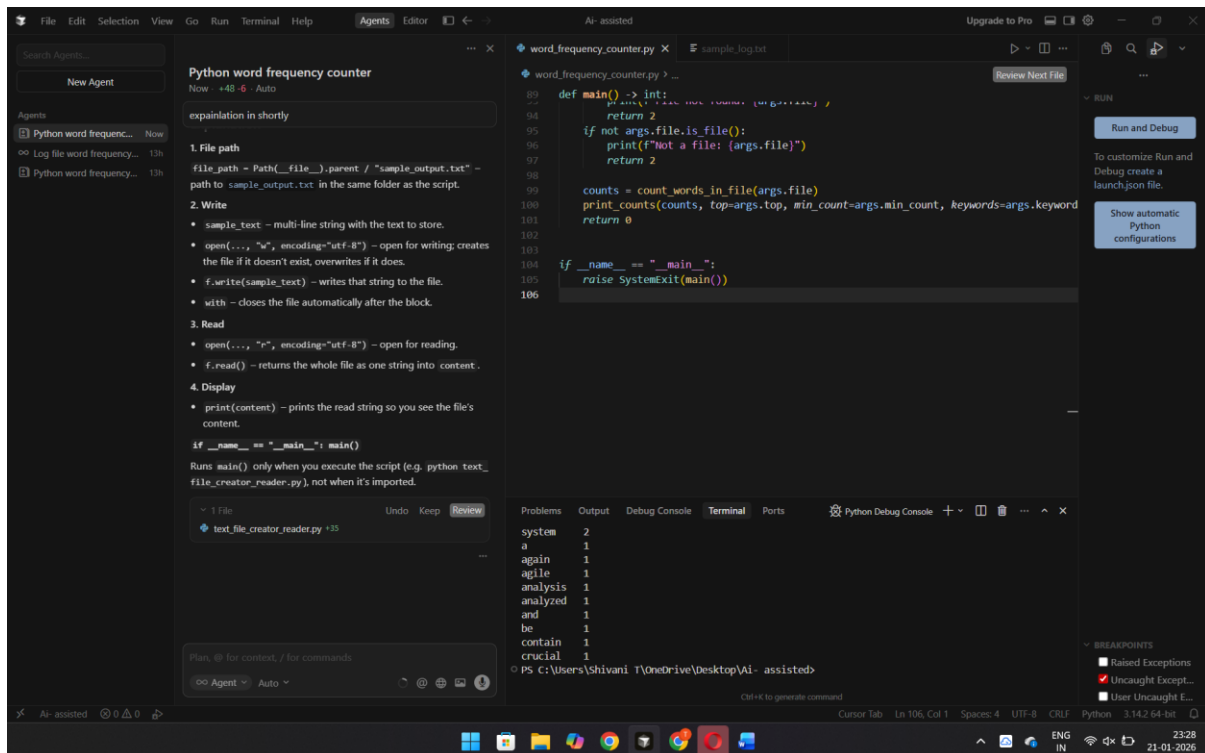 File Edit Selection View Go Run Terminal Help
Agents Editor
Ai- assisted
Upgrade to Pro
Search Agents...
New Agent
Agents
Python word frequenc... Now
Log file word frequency... 13h
Python word frequency... 13h
Python word frequency counter
Now · +48 -6 · Auto
expainlation in shortly
1. File path
file_path = Path(__file__).parent / "sample_output.txt" –
path to sample_output.txt in the same folder as the script.
2. Write
• sample_text – multi-line string with the text to store.
• open(..., "w", encoding="utf-8") – open for writing; creates
the file if it doesn't exist, overwrites if it does.
• f.write(sample_text) – writes that string to the file.
• with – closes the file automatically after the block.
3. Read
• open(..., "r", encoding="utf-8") – open for reading.
• f.read() – returns the whole file as one string into content.
4. Display
• print(content) – prints the read string so you see the file's
content.
if __name__ == "__main__": main()
Runs main() only when you execute the script (e.g. python text_
file_creator_reader.py), not when it's imported.
1 File Undo Keep Review
text_file_creator_reader.py +35
Plan, @ for context, / for commands
Agent Auto
word_frequency_counter.py
sample_log.txt
word_frequency_counter.py > ...
Review Next File
89 def main() -> int:
94 return 2
95 if not args.file.is_file():
96 print(f"Not a file: {args.file}")
97 return 2
98
99 counts = count_words_in_file(args.file)
100 print_counts(counts, top=args.top, min_count=args.min_count, keywords=args.keyword
101 return 0
102
103
104 if __name__ == "__main__":
105 raise SystemExit(main())
106
Problems Output Debug Console Terminal Ports
Python Debug Console
system 2
a 1
again 1
agile 1
analysis 1
analyzed 1
and 1
be 1
contain 1
crucial 1
PS C:\Users\Shivani T\OneDrive\Desktop\Ai- assisted>
Ctrl+K to generate command
RUN
Run and Debug
To customize Run and
Debug create a
launch.json file.
Show automatic
Python
configurations
BREAKPOINTS
Raised Exceptions
Uncaught Except...
User Uncaught E...
Ai- assisted 0 0 0
Cursor Tab Ln 106, Col 1 Spaces: 4 UTF-8 CRLF Python 3.14.2 64-bit
ENG
IN
23:28
21-01-2026